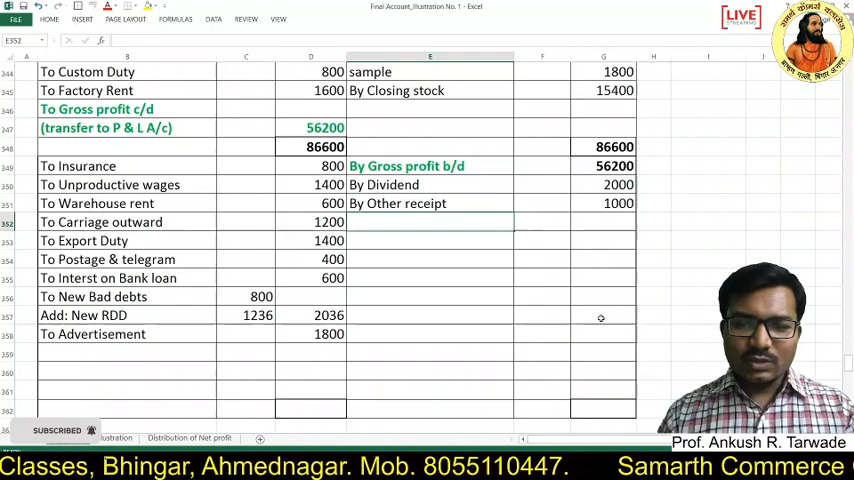 Final Account_Illustration No. 1 - Excel
FILE HOME INSERT PAGE LAYOUT FORMULAS DATA REVIEW VIEW
LIVE
STREAMING
E352 fx
A B C D E F G H I J
344 To Custom Duty 800 sample 1800
345 To Factory Rent 1600 By Closing stock 15400
346 To Gross profit c/d
347 (transfer to P & L A/c) 56200
348 86600 86600
349 To Insurance 800 By Gross profit b/d 56200
350 To Unproductive wages 1400 By Dividend 2000
351 To Warehouse rent 600 By Other receipt 1000
352 To Carriage outward 1200
353 To Export Duty 1400
354 To Postage & telegram 400
355 To Interst on Bank loan 600
356 To New Bad debts 800
357 Add: New RDD 1236 2036
358 To Advertisement 1800
359
360
361
362
SUBSCRIBED
Distribution of Net profit
Prof. Ankush R. Tarwade
Classes, Bhingar, Ahmednagar. Mob. 8055110447. Samarth Commerce